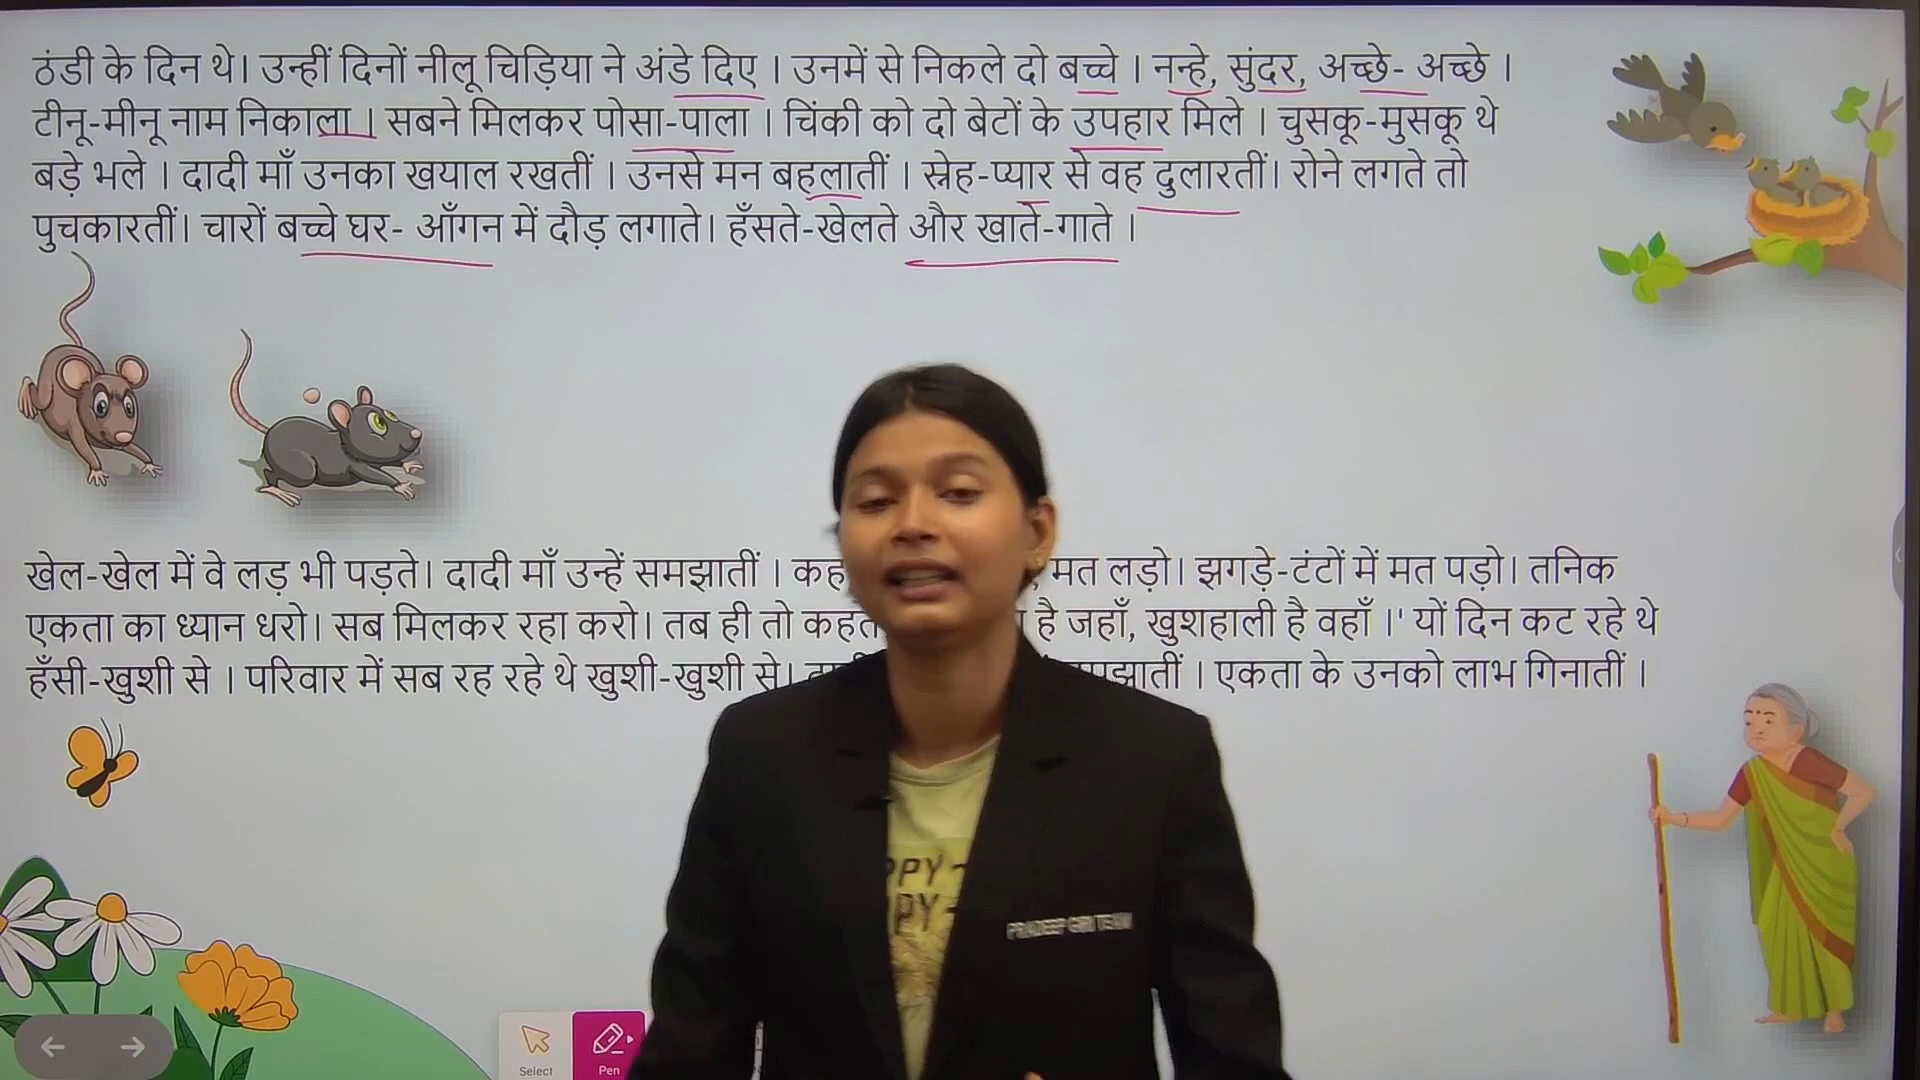 ठंडी के दिन थे। उन्हीं दिनों नीलू चिड़िया ने अंडे दिए । उनमें से निकले दो बच्चे । नन्हे, सुंदर, अच्छे- अच्छे ।
टीनू-मीनू नाम निकाला । सबने मिलकर पोसा-पाला । चिंकी को दो बेटों के उपहार मिले । चुसकू-मुसकू थे
बड़े भले । दादी माँ उनका खयाल रखतीं । उनसे मन बहलातीं । स्नेह-प्यार से वह दुलारतीं। रोने लगते तो
पुचकारतीं। चारों बच्चे घर- आँगन में दौड़ लगाते। हँसते-खेलते और खाते-गाते ।
खेल-खेल में वे लड़ भी पड़ते। दादी माँ उन्हें समझातीं । मत लड़ो। झगड़े-टंटों में मत पड़ो। तनिक
एकता का ध्यान धरो। सब मिलकर रहा करो। तब ही तो है जहाँ, खुशहाली है वहाँ ।' यों दिन कट रहे थे
हँसी-खुशी से । परिवार में सब रह रहे थे खुशी-खुशी से। एकता के उनको लाभ गिनातीं ।
PRADEEP GIRI TEAM
Select
Pen